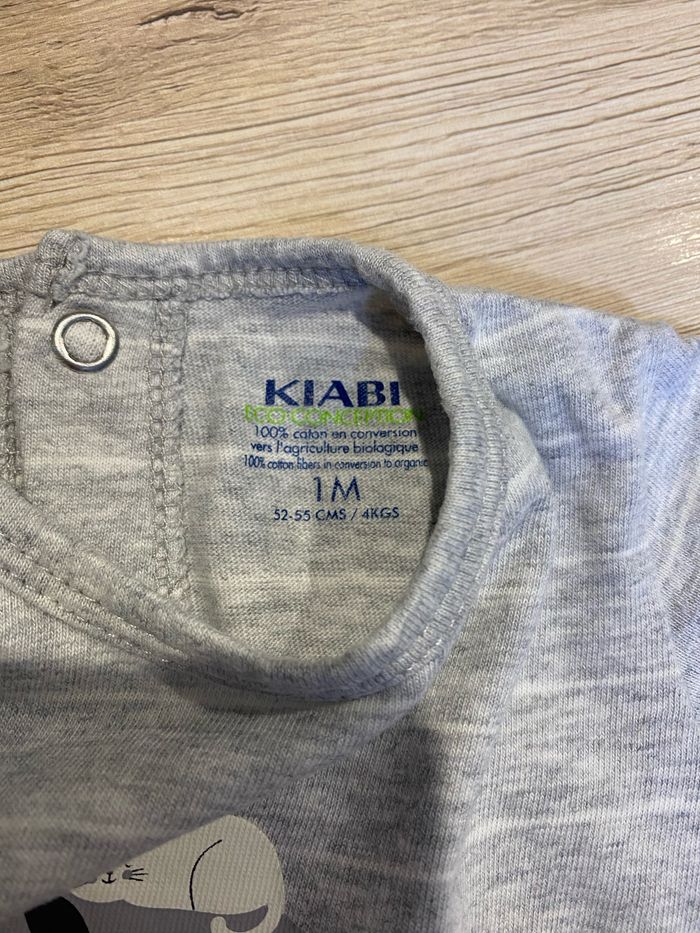 KIABI
ECO CONCEPTION
100% coton en conversion
vers l'agriculture biologique
100% cotton fibers in conversion to organic
1M
52-55 CMS / 4KGS